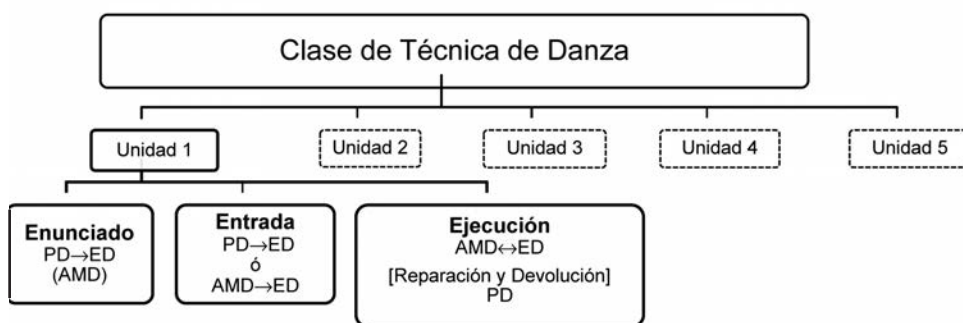 Clase de Técnica de Danza
Unidad 1
Unidad 2
Unidad 3
Unidad 4
Unidad 5
Enunciado
PD→ED
(AMD)
Entrada
PD→ED
ó
AMD→ED
Ejecución
AMD↔ED
[Reparación y Devolución]
PD